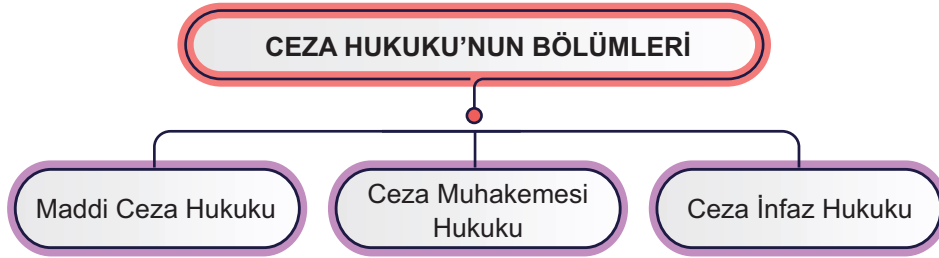 CEZA HUKUKU’NUN BÖLÜMLERİ
Maddi Ceza Hukuku
Ceza Muhakemesi
Hukuku
Ceza İnfaz Hukuku